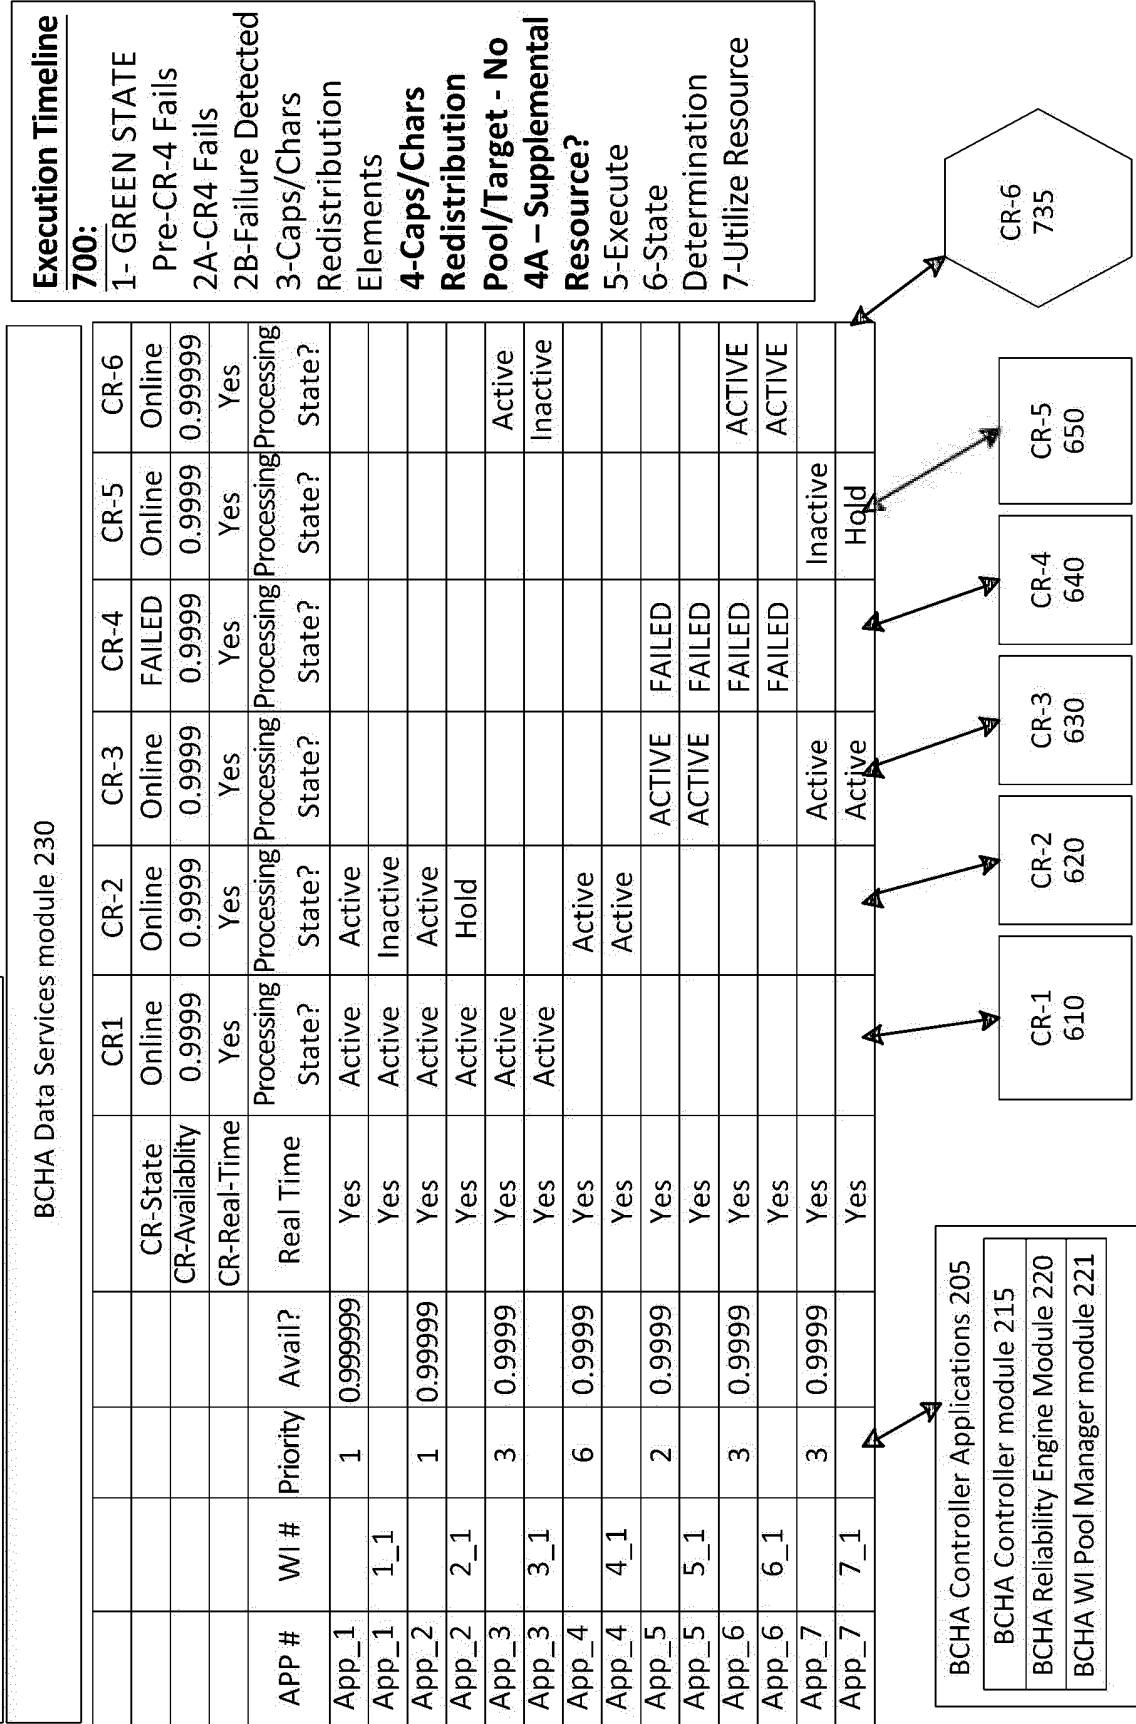 BCHA Data Services module 230
CR1 CR-2 CR-3 CR-4 CR-5 CR-6
CR-State Online Online Online FAILED Online Online
CR-Availablity 0.9999 0.9999 0.9999 0.9999 0.9999 0.99999
CR-Real-Time Yes Yes Yes Yes Yes Yes
APP # WI # Priority Avail? Real Time Processing State? Processing State? Processing State? Processing State? Processing State? Processing State?
App_1 1 0.999999 Yes Active Active
App_1 1_1 Yes Active Inactive
App_2 1 0.99999 Yes Active Active
App_2 2_1 Yes Active Hold
App_3 3 0.9999 Yes Active Active
App_3 3_1 Yes Active Inactive
App_4 6 0.9999 Yes Active
App_4 4_1 Yes Active
App_5 2 0.9999 Yes ACTIVE FAILED
App_5 5_1 Yes ACTIVE FAILED
App_6 3 0.9999 Yes FAILED ACTIVE
App_6 6_1 Yes FAILED ACTIVE
App_7 3 0.9999 Yes Active Inactive
App_7 7_1 Yes Active Hold
Execution Timeline
700:
1- GREEN STATE
Pre-CR-4 Fails
2A-CR4 Fails
2B-Failure Detected
3-Caps/Chars
Redistribution
Elements
4-Caps/Chars
Redistribution
Pool/Target - No
4A – Supplemental
Resource?
5-Execute
6-State
Determination
7-Utilize Resource
BCHA Controller Applications 205
BCHA Controller module 215
BCHA Reliability Engine Module 220
BCHA WI Pool Manager module 221
CR-1
610
CR-2
620
CR-3
630
CR-4
640
CR-5
650
CR-6
735